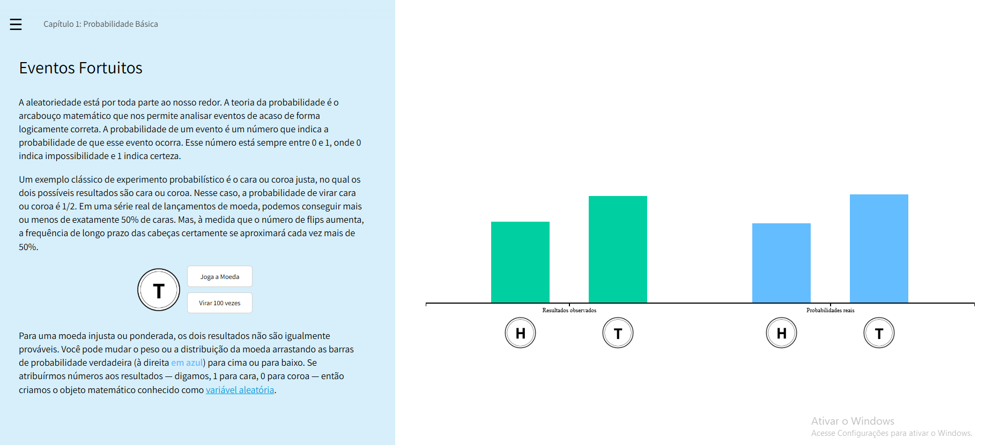 Capítulo 1: Probabilidade Básica
Eventos Fortuitos
A aleatoriedade está por toda parte ao nosso redor. A teoria da probabilidade é o
arcabouço matemático que nos permite analisar eventos de acaso de forma
logicamente correta. A probabilidade de um evento é um número que indica a
probabilidade de que esse evento ocorra. Esse número está sempre entre 0 e 1, onde 0
indica impossibilidade e 1 indica certeza.
Um exemplo clássico de experimento probabilístico é o cara ou coroa justa, no qual os
dois possíveis resultados são cara ou coroa. Nesse caso, a probabilidade de virar cara
ou coroa é 1/2. Em uma série real de lançamentos de moeda, podemos conseguir mais
ou menos de exatamente 50% de caras. Mas, à medida que o número de flips aumenta,
a frequência de longo prazo das cabeças certamente se aproximará cada vez mais de
50%.
T
Joga a Moeda
Virar 100 vezes
Para uma moeda injusta ou ponderada, os dois resultados não são igualmente
prováveis. Você pode mudar o peso ou a distribuição da moeda arrastando as barras
de probabilidade verdadeira (à direita em azul) para cima ou para baixo. Se
atribuírmos números aos resultados — digamos, 1 para cara, 0 para coroa — então
criamos o objeto matemático conhecido como variável aleatória.
Resultados observados
H T
Probabilidades reais
H T
Ativar o Windows
Acesse Configurações para ativar o Windows.